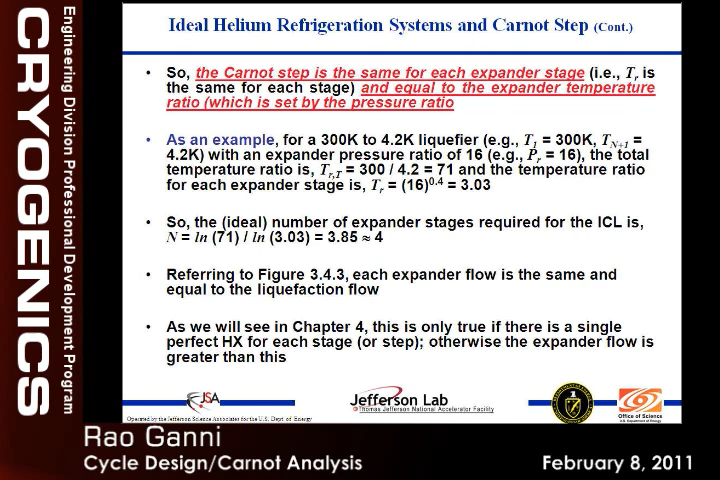 Engineering Division Professional Development Program
CRYOGENICS
Ideal Helium Refrigeration Systems and Carnot Step (Cont.)
• So, the Carnot step is the same for each expander stage (i.e., Tr is
the same for each stage) and equal to the expander temperature
ratio (which is set by the pressure ratio
• As an example, for a 300K to 4.2K liquefier (e.g., T1 = 300K, TN+1 =
4.2K) with an expander pressure ratio of 16 (e.g., Pr = 16), the total
temperature ratio is, Tr,T = 300 / 4.2 = 71 and the temperature ratio
for each expander stage is, Tr = (16)^0.4 = 3.03
• So, the (ideal) number of expander stages required for the ICL is,
N = ln (71) / ln (3.03) = 3.85 ≈ 4
• Referring to Figure 3.4.3, each expander flow is the same and
equal to the liquefaction flow
• As we will see in Chapter 4, this is only true if there is a single
perfect HX for each stage (or step); otherwise the expander flow is
greater than this
JSA
Jefferson Lab
Thomas Jefferson National Accelerator Facility
Office of Science
U.S. Department of Energy
Operated by the Jefferson Science Associates for the U.S. Dept. of Energy
Rao Ganni
Cycle Design/Carnot Analysis
February 8, 2011